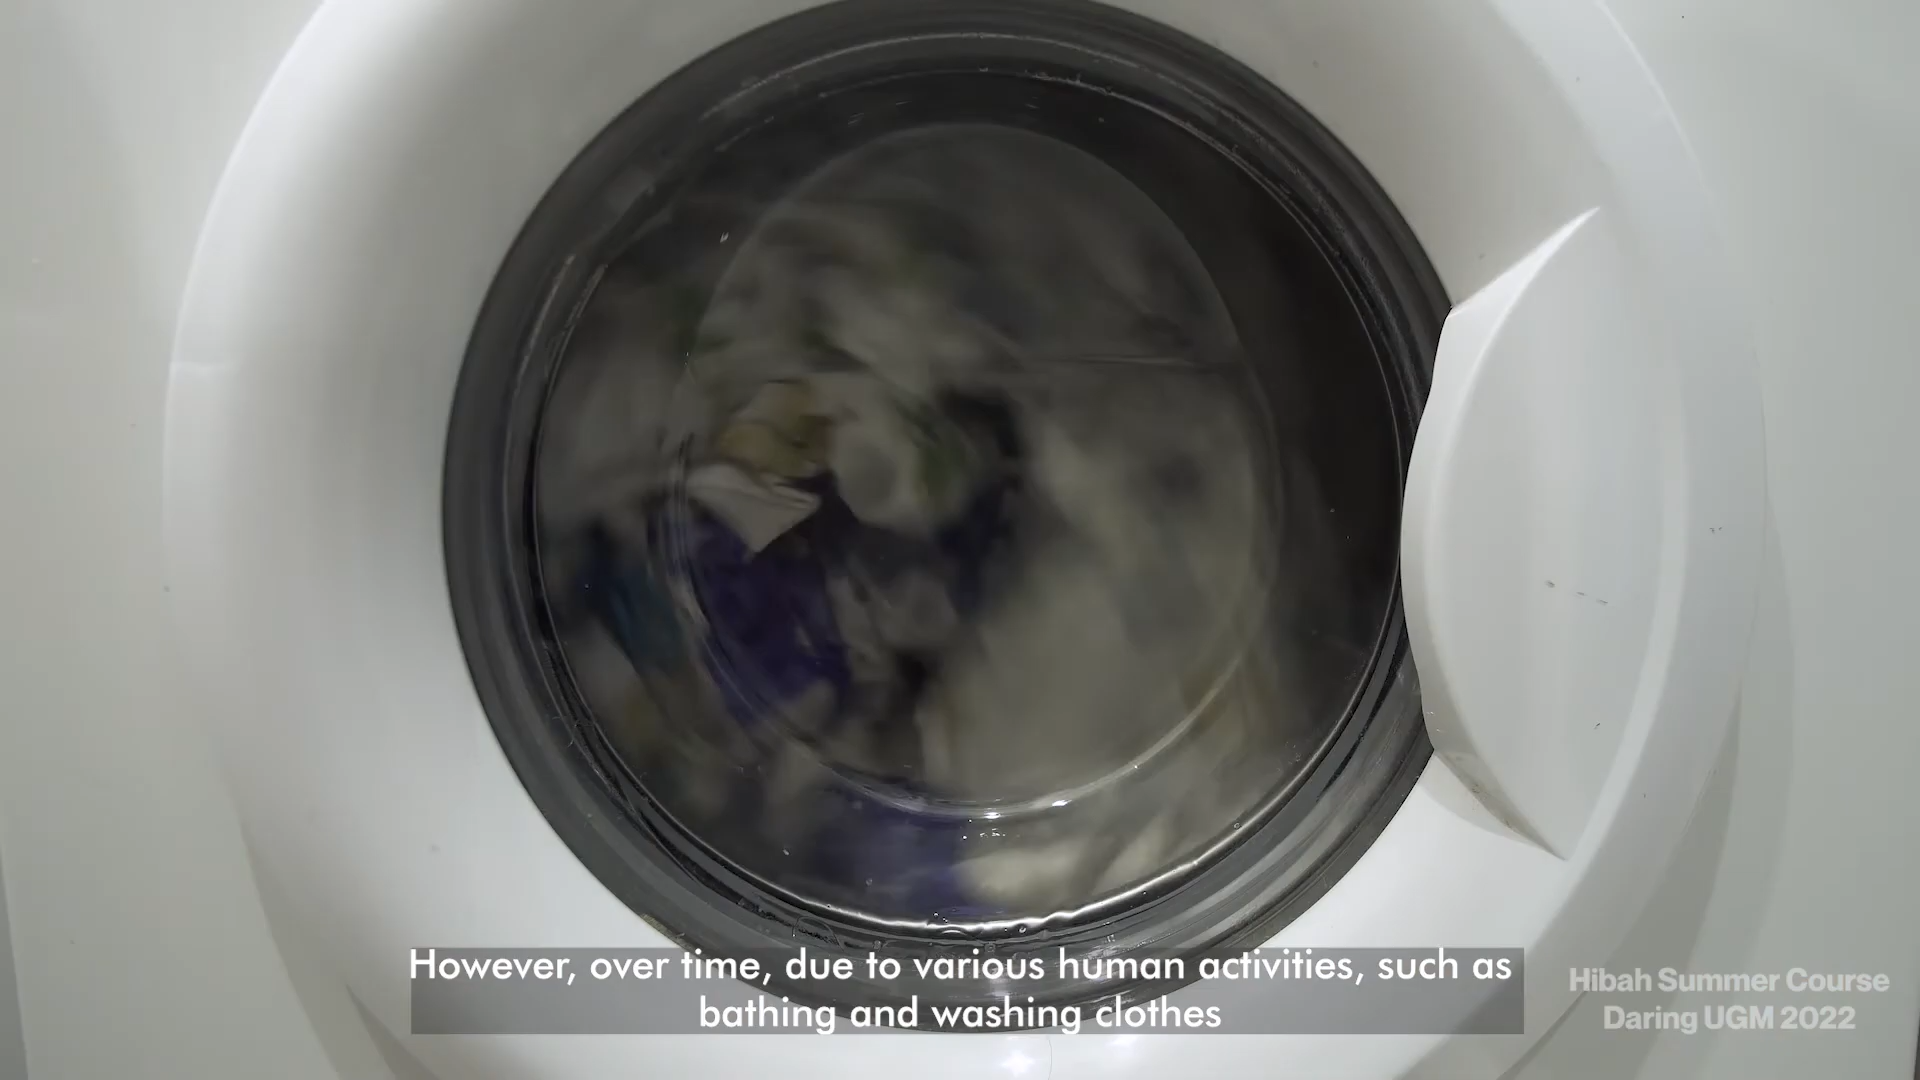 However, over time, due to various human activities, such as
bathing and washing clothes
Hibah Summer Course
Daring UGM 2022